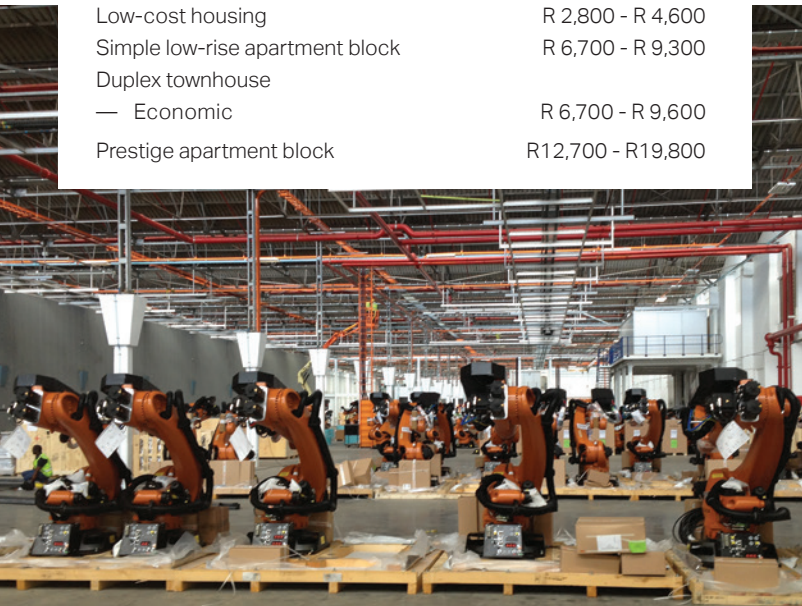 Low-cost housing R 2,800 - R 4,600
Simple low-rise apartment block R 6,700 - R 9,300
Duplex townhouse
— Economic R 6,700 - R 9,600
Prestige apartment block R12,700 - R19,800